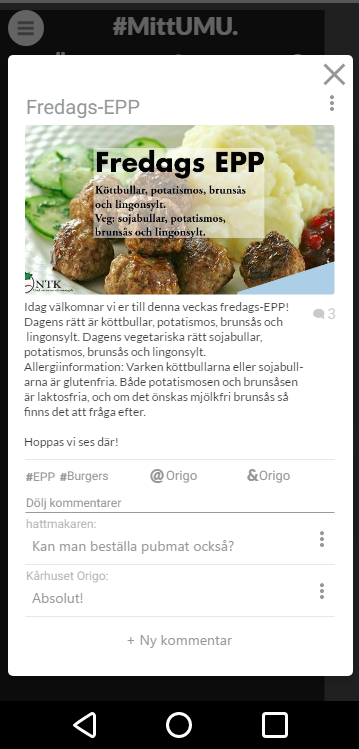 #MittUMU.
Fredags-EPP
Fredags EPP
Köttbullar, potatismos, brunsås
och lingonsylt.
Veg: sojabullar, potatismos,
brunsås och lingonsylt.
NTK
Idag välkomnar vi er till denna veckas fredags-EPP!
Dagens rätt är köttbullar, potatismos, brunsås och
lingonsylt. Dagens vegetariska rätt sojabullar,
potatismos, brunsås och lingonsylt.
Allergiinformation: Varken köttbullarna eller sojabull-
arna är glutenfria. Både potatismosen och brunsåsen
är laktosfria, och om det önskas mjölkfri brunsås så
finns det att fråga efter.
Hoppas vi ses där!
3
#EPP #Burgers @Origo &Origo
Dölj kommentarer
hattmakaren:
Kan man beställa pubmat också?
Kårhuset Origo:
Absolut!
+ Ny kommentar